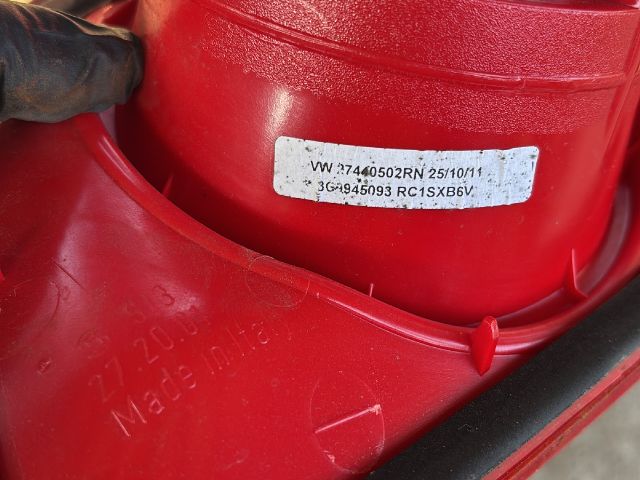 VW 27440502RN 25/10/11
3G9945093 RC1SXB6V
Made in Italy